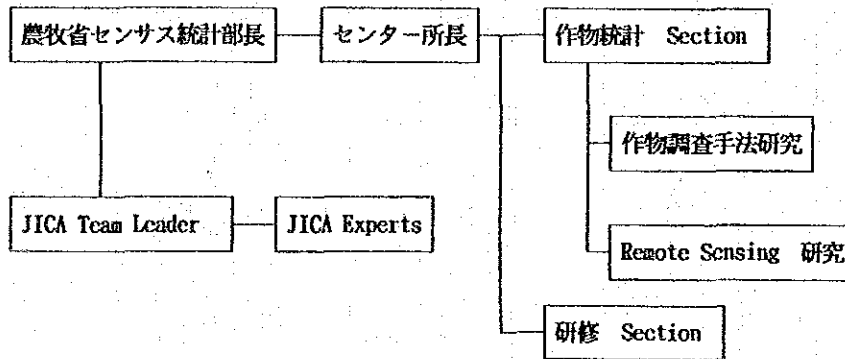 農牧省センサス統計部長
センター所長
作物統計 Section
作物調査手法研究
JICA Team Leader
JICA Experts
Remote Sensing 研究
研修 Section